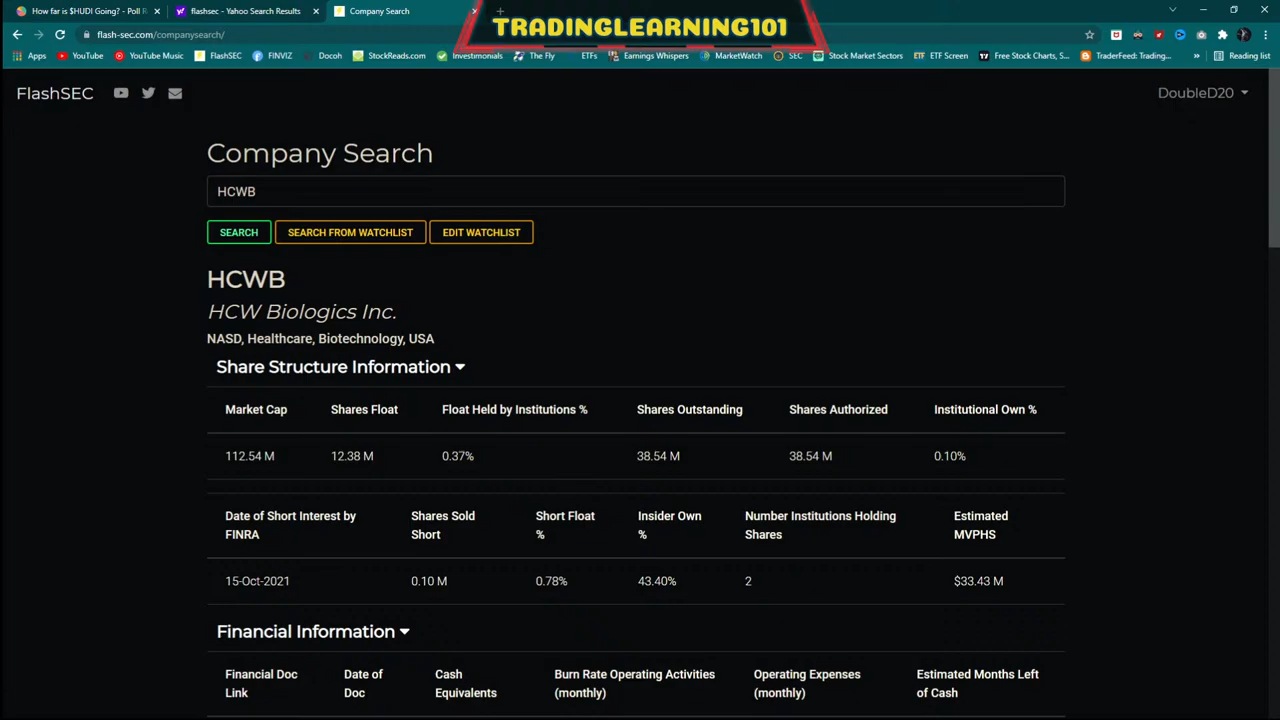 How far is $HUDI Going? - Poll R
flashsec - Yahoo Search Results
Company Search
TRADINGLEARNING101
flash-sec.com/companysearch/
Apps YouTube YouTube Music FlashSEC FINVIZ Docoh StockReads.com Investimonials The Fly ETFs Earnings Whispers MarketWatch SEC Stock Market Sectors ETF Screen Free Stock Charts, S... TraderFeed: Trading... » Reading list
FlashSEC
DoubleD20
Company Search
HCWB
SEARCH SEARCH FROM WATCHLIST EDIT WATCHLIST
HCWB
HCW Biologics Inc.
NASD, Healthcare, Biotechnology, USA
Share Structure Information
Market Cap Shares Float Float Held by Institutions % Shares Outstanding Shares Authorized Institutional Own %
112.54 M 12.38 M 0.37% 38.54 M 38.54 M 0.10%
Date of Short Interest by FINRA Shares Sold Short Short Float % Insider Own % Number Institutions Holding Shares Estimated MVPHS
15-Oct-2021 0.10 M 0.78% 43.40% 2 $33.43 M
Financial Information
Financial Doc Link Date of Doc Cash Equivalents Burn Rate Operating Activities (monthly) Operating Expenses (monthly) Estimated Months Left of Cash